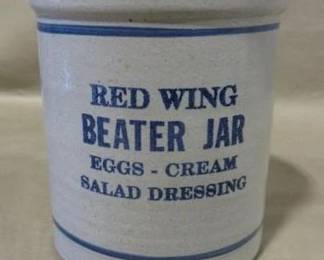 RED WING
BEATER JAR
EGGS - CREAM
SALAD DRESSING